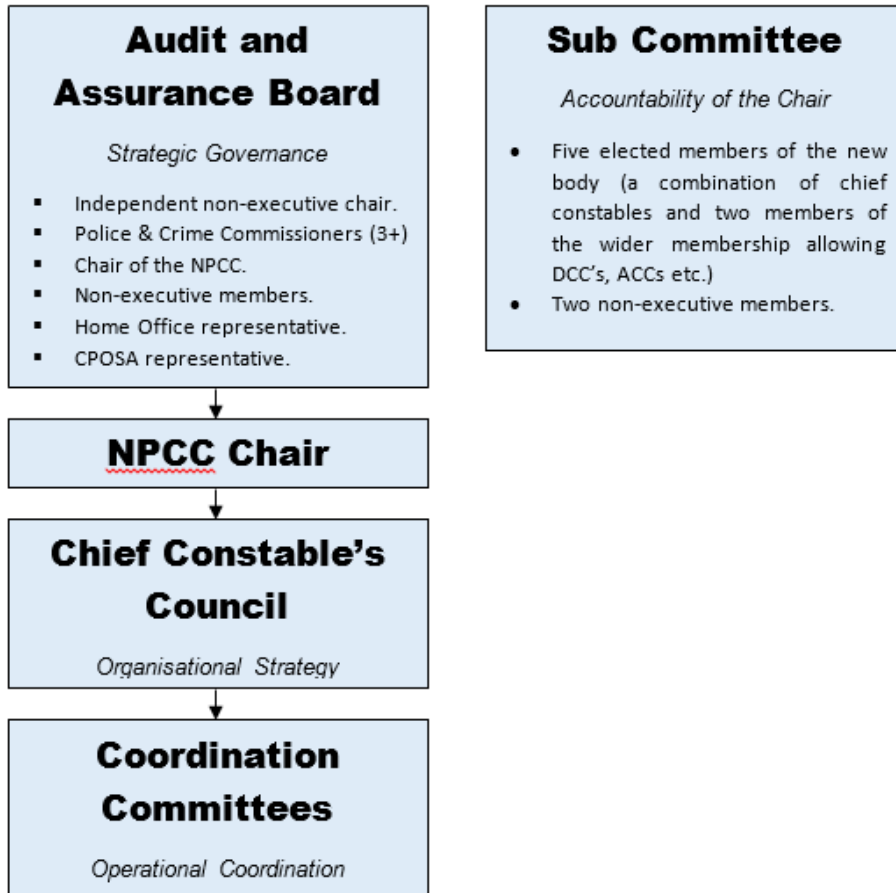 Audit and
Assurance Board
Strategic Governance
▪ Independent non-executive chair.
▪ Police & Crime Commissioners (3+)
▪ Chair of the NPCC.
▪ Non-executive members.
▪ Home Office representative.
▪ CPOSA representative.
NPCC Chair
Chief Constable’s
Council
Organisational Strategy
Coordination
Committees
Operational Coordination
Sub Committee
Accountability of the Chair
• Five elected members of the new
body (a combination of chief
constables and two members of
the wider membership allowing
DCC’s, ACCs etc.)
• Two non-executive members.